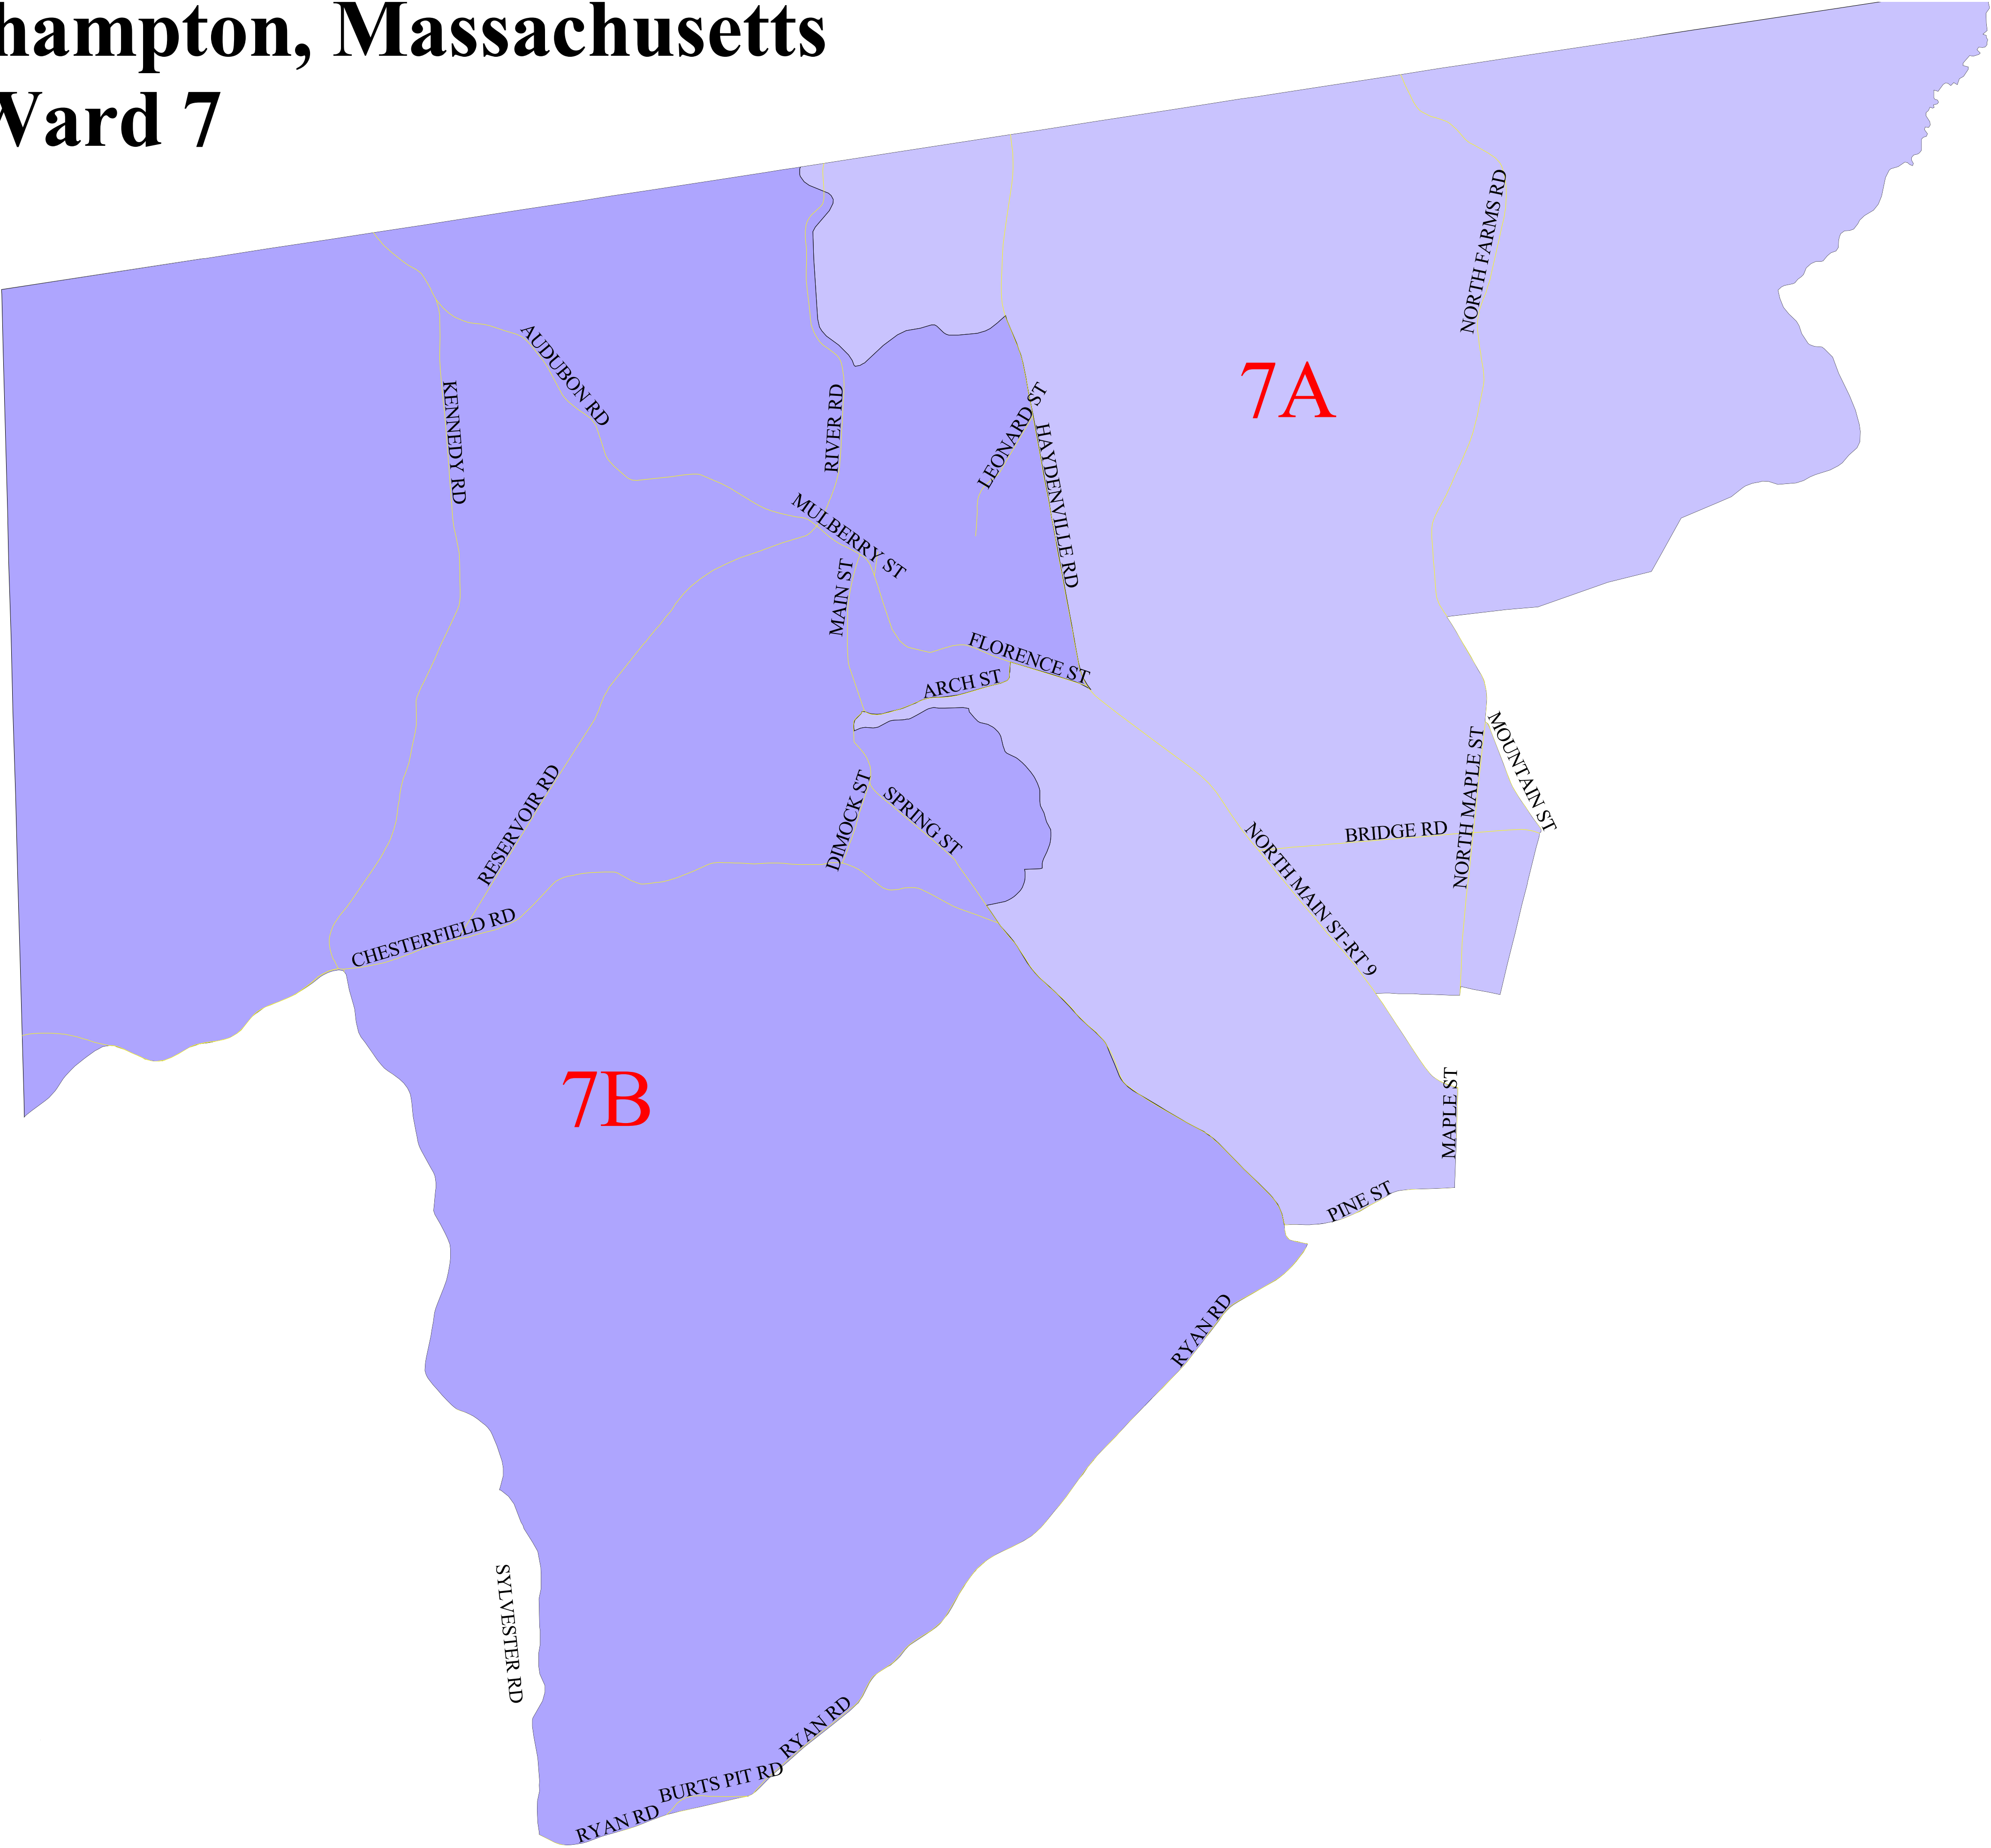 hampton, Massachusetts
Ward 7
NORTH FARMS RD
AUDUBON RD
KENNEDY RD
RIVER RD
LEONARD ST
7A
HAYDENVILLE RD
MULBERRY ST
MAIN ST
FLORENCE ST
ARCH ST
MOUNTAIN ST
NORTH MAPLE ST
RESERVOIR RD
DIMOCK ST
SPRING ST
BRIDGE RD
NORTH MAIN ST-RT 9
CHESTERFIELD RD
7B
MAPLE ST
PINE ST
RYAN RD
SYLVESTER RD
RYAN RD
BURTS PIT RD
RYAN RD